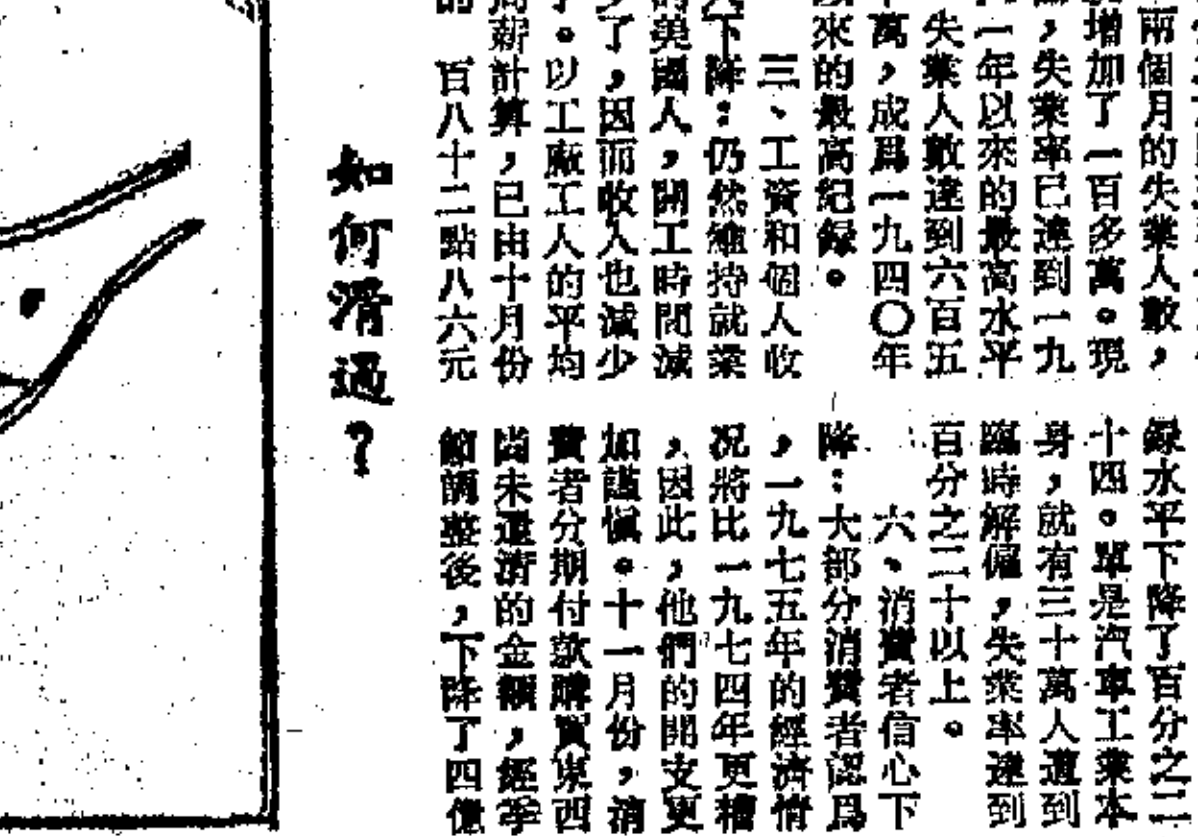 兩個月的失業人數，
增加了一百多萬。現
，失業率已達到一九
一年以來的最高水平
失業人數達到六百五
萬，成爲一九四〇年
來的最高紀錄。
三、工資和個人收
下降：仍然維持就業
的美國人，開工時間減
少了，因而收入也減少
。以工廠工人的平均
薪計算，已由十月份
的一百八十二點八六元
錄水平下降了百分之二
十四。單是汽車工業本
身，就有三十萬人遭到
臨時解僱，失業率達到
百分之二十以上。
六、消費者信心下
降：大部分消費者認爲
，一九七五年的經濟情
况將比一九七四年更糟
，因此，他們的開支更
加謹愼。十一月份，消
費者分期付款購買東西
尚未還清的金額，經季
節調整後，下降了四億
如何渡過？